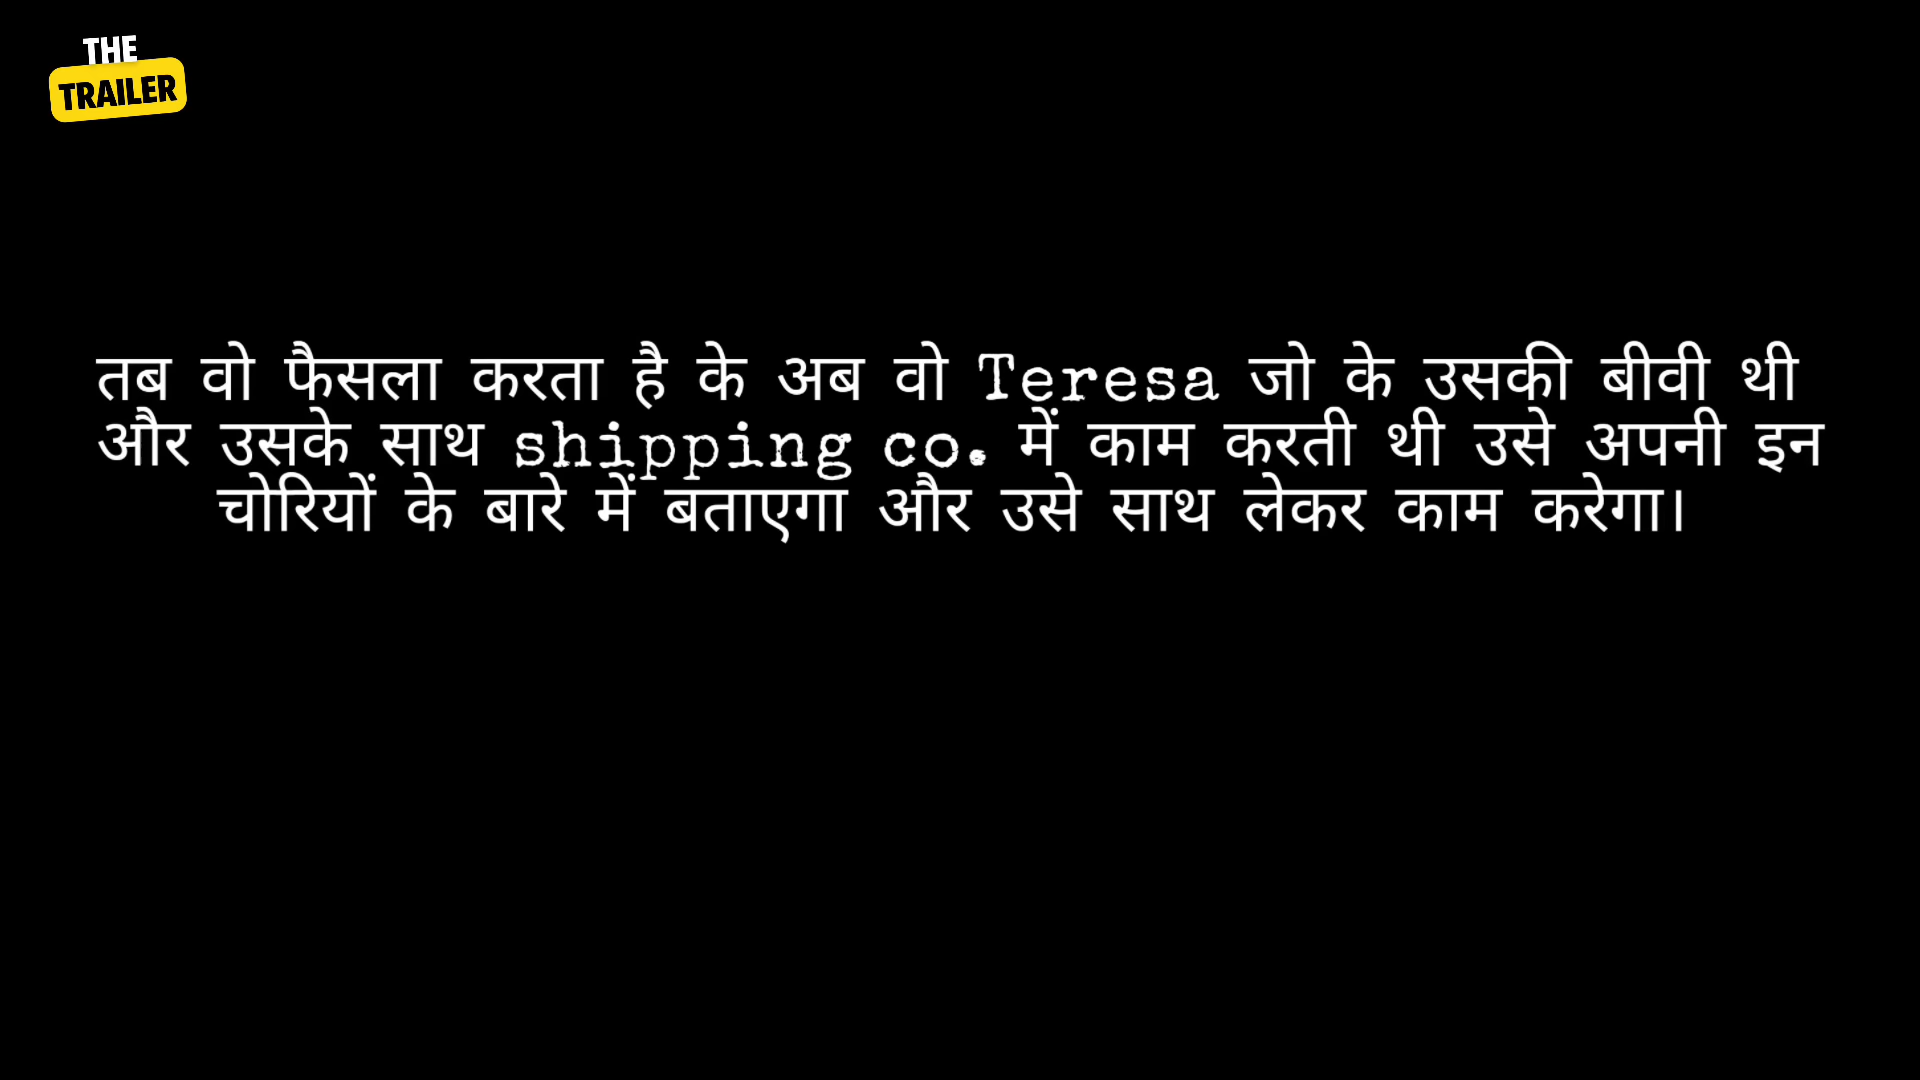 THE
TRAILER
तब वो फैसला करता है के अब वो Teresa जो के उसकी बीवी थी
और उसके साथ shipping co. में काम करती थी उसे अपनी इन
चोरियों के बारे में बताएगा और उसे साथ लेकर काम करेगा।